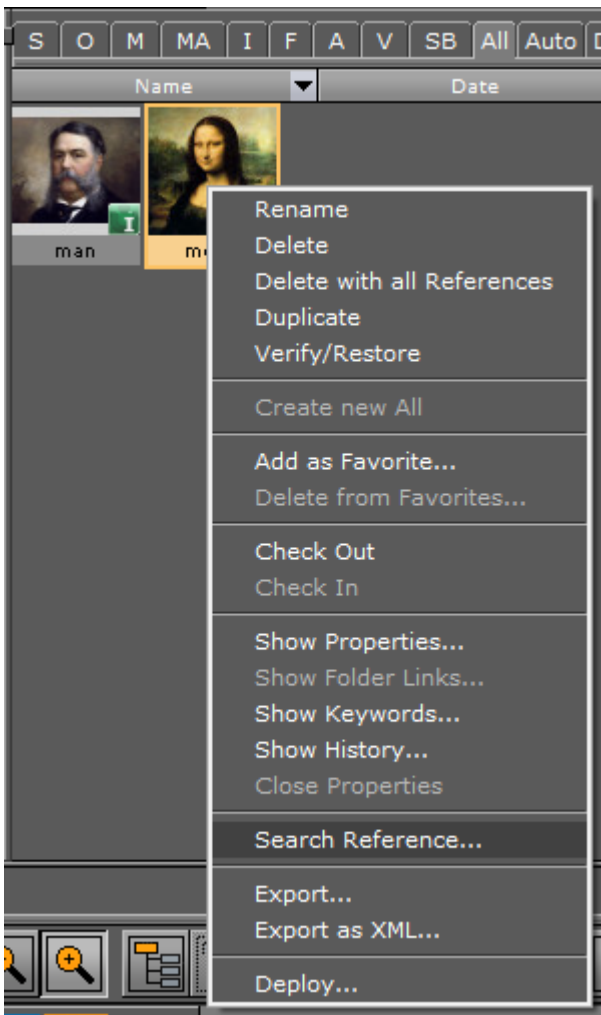 S O M MA I F A V SB All Auto
Name Date
I
man
Rename
Delete
Delete with all References
Duplicate
Verify/Restore
Create new All
Add as Favorite...
Delete from Favorites...
Check Out
Check In
Show Properties...
Show Folder Links...
Show Keywords...
Show History...
Close Properties
Search Reference...
Export...
Export as XML...
Deploy...